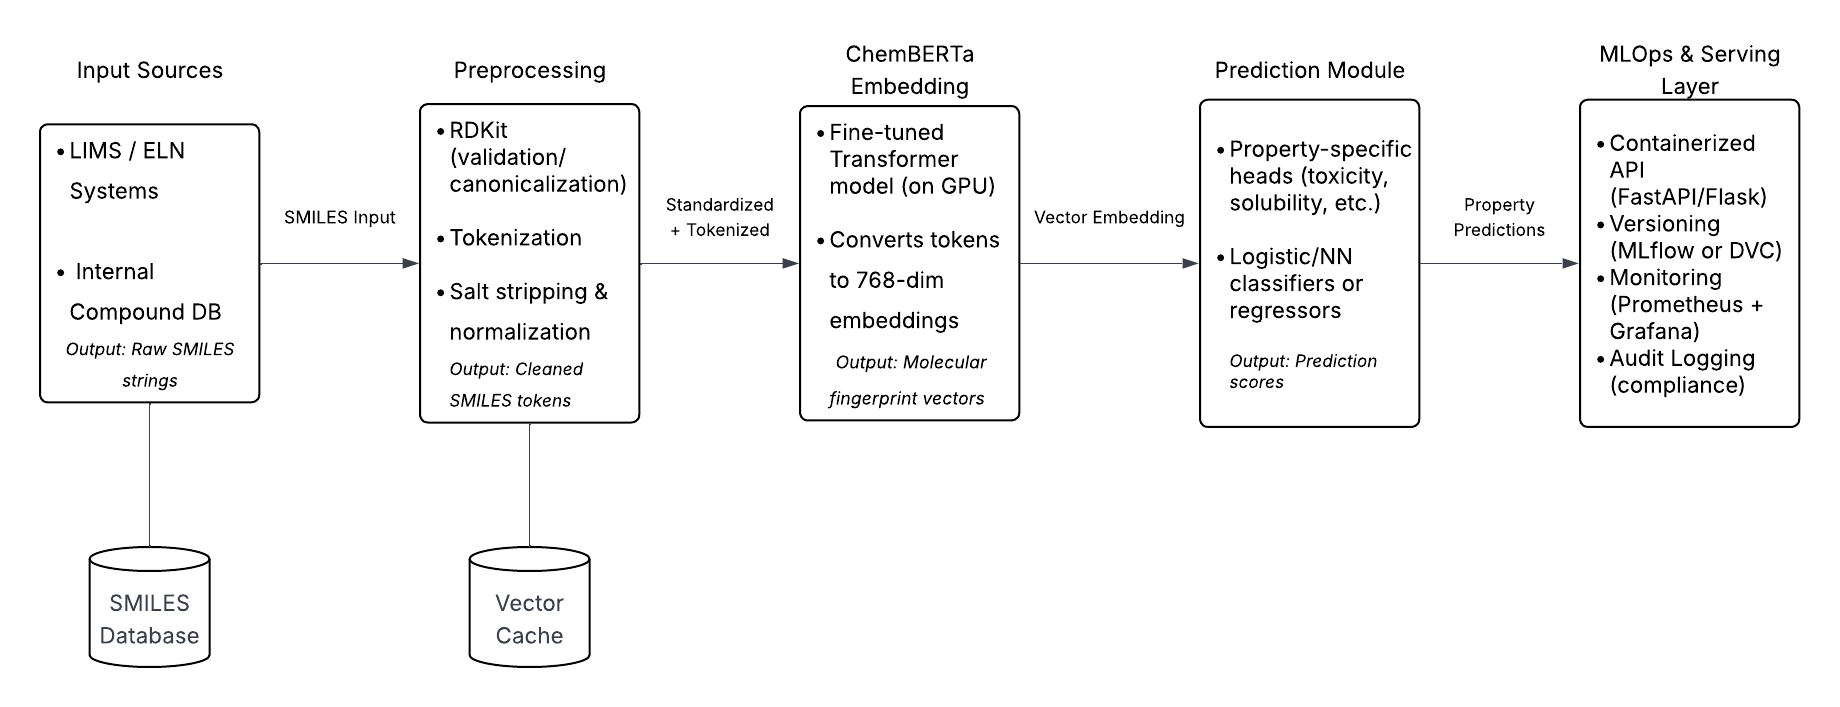 Input Sources
• LIMS / ELN
Systems
• Internal
Compound DB
Output: Raw SMILES
strings
SMILES Input
Preprocessing
• RDKit
(validation/
canonicalization)
• Tokenization
• Salt stripping &
normalization
Output: Cleaned
SMILES tokens
Standardized
+ Tokenized
ChemBERTa
Embedding
• Fine-tuned
Transformer
model (on GPU)
• Converts tokens
to 768-dim
embeddings
Output: Molecular
fingerprint vectors
Vector Embedding
Prediction Module
• Property-specific
heads (toxicity,
solubility, etc.)
• Logistic/NN
classifiers or
regressors
Output: Prediction
scores
Property
Predictions
MLOps & Serving
Layer
• Containerized
API
(FastAPI/Flask)
• Versioning
(MLflow or DVC)
• Monitoring
(Prometheus +
Grafana)
• Audit Logging
(compliance)
SMILES
Database
Vector
Cache